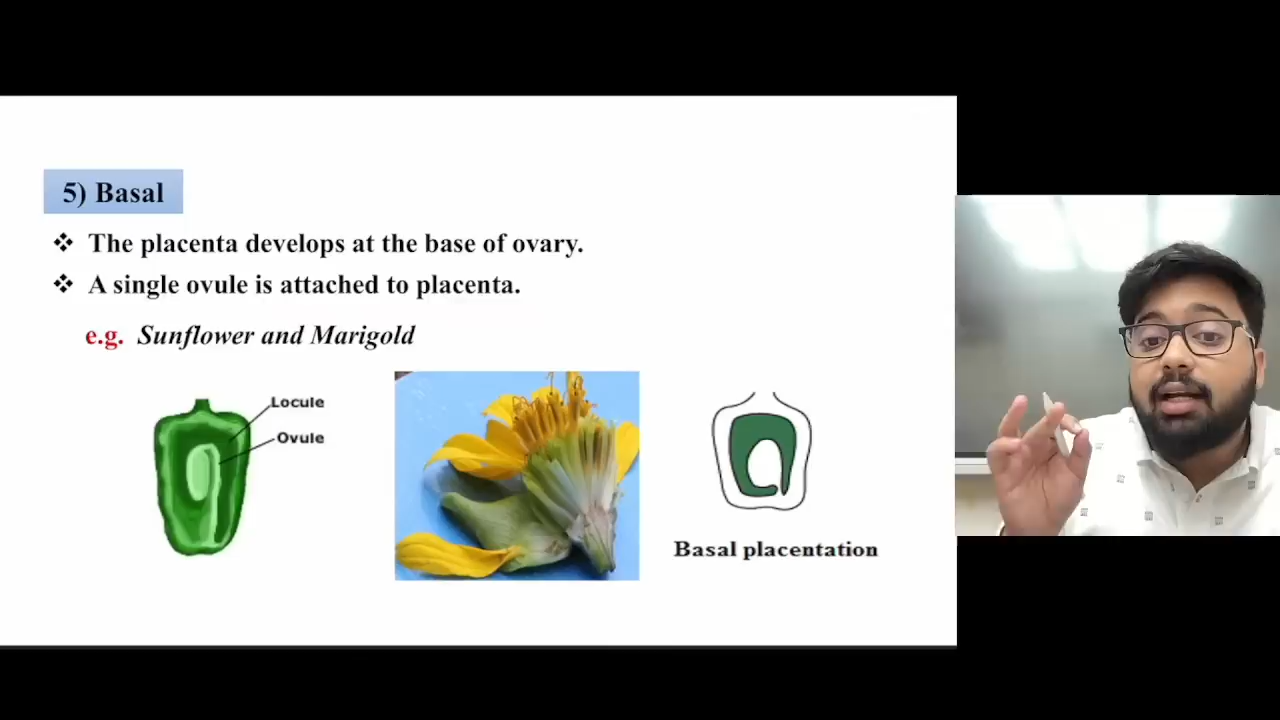 5) Basal
❖ The placenta develops at the base of ovary.
❖ A single ovule is attached to placenta.
e.g. Sunflower and Marigold
Locule
Ovule
Basal placentation